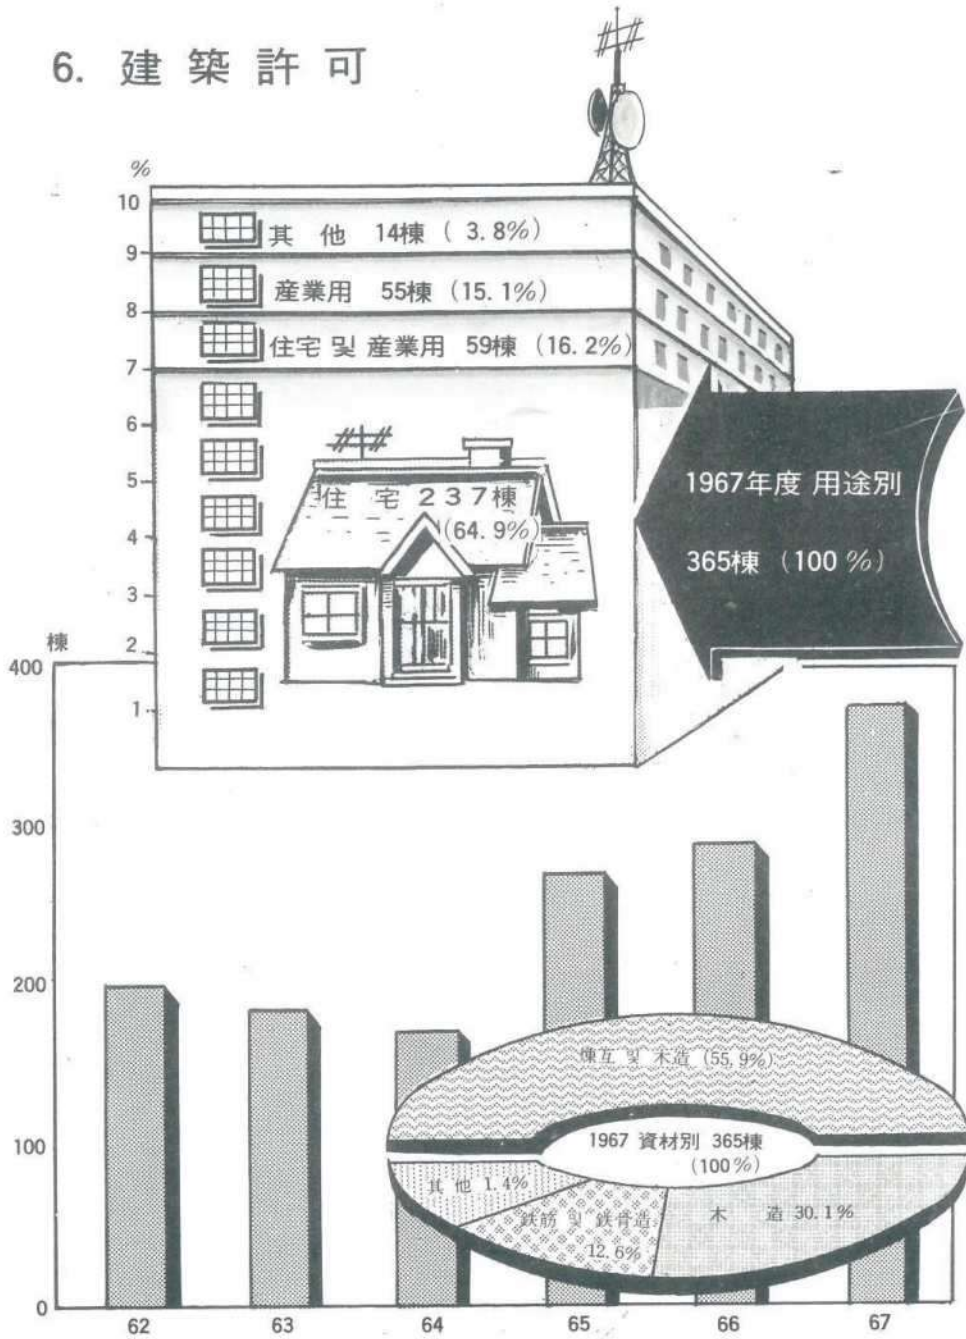 6. 建築許可
%
10
其他 14棟 ( 3.8%)
9
産業用 55棟 (15.1%)
8
住宅 및 産業用 59棟 (16.2%)
7
6
5
4
3
2
1
住宅 237棟
(64.9%)
1967年度 用途別
365棟 (100 %)
棟
400
300
200
100
0
煉瓦 및 木造 (55.9%)
1967 資材別 365棟
(100%)
其他 1.4%
鉄筋 및 鉄骨造
12.6%
木造 30.1%
62 63 64 65 66 67